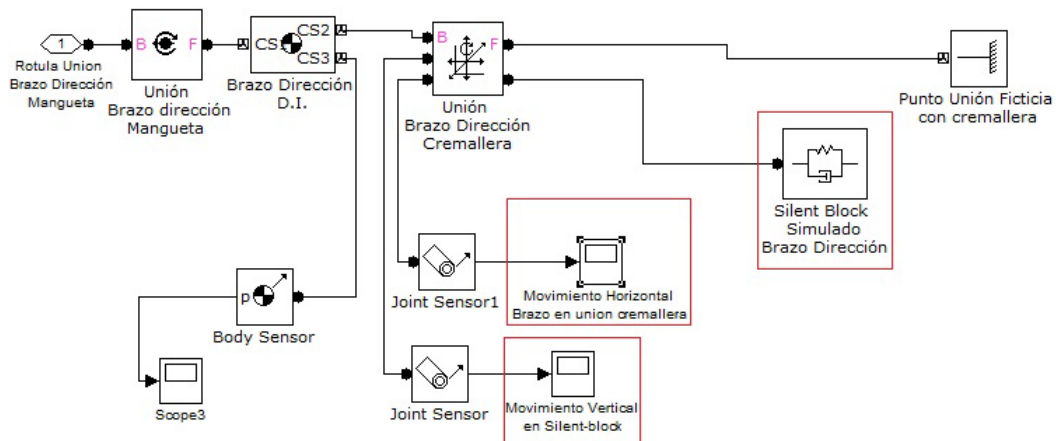 1
Rotula Union
Brazo Dirección
Mangueta
B
F
Unión
Brazo dirección
Mangueta
CS1
CS2
CS3
Brazo Dirección
D.I.
B
F
C
Unión
Brazo Dirección
Cremallera
Punto Unión Ficticia
con cremallera
Silent Block
Simulado
Brazo Dirección
Joint Sensor1
Movimiento Horizontal
Brazo en union cremallera
p
Body Sensor
Scope3
Joint Sensor
Movimiento Vertical
en Silent-block